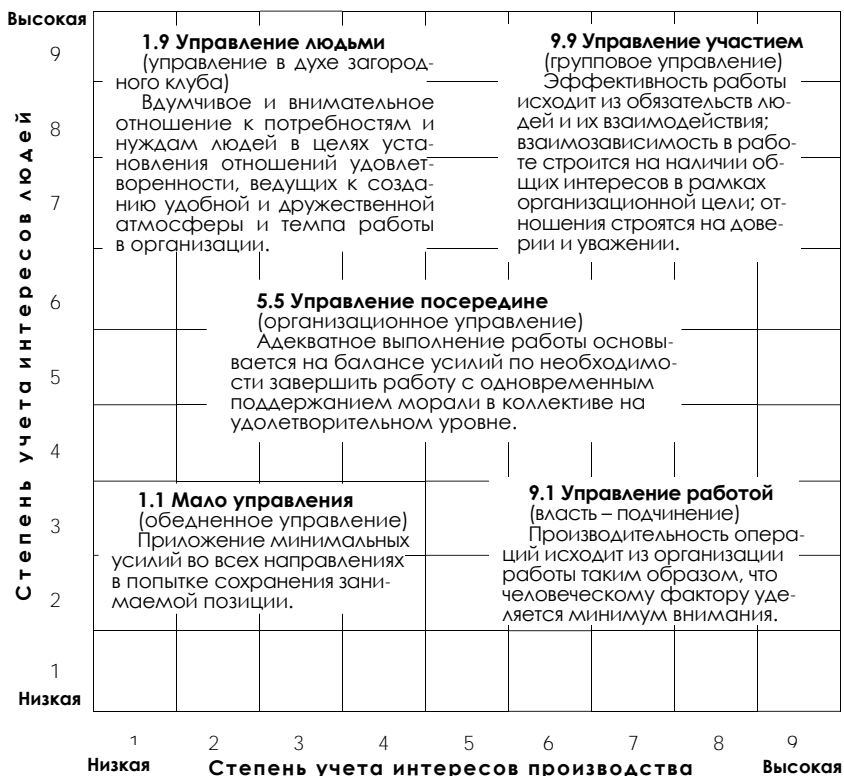 Высокая
9
8
7
6
5
4
3
2
1
Низкая
Степень учета интересов людей
1.9 Управление людьми
(управление в духе загород-
ного клуба)
Вдумчивое и внимательное
отношение к потребностям и
нуждам людей в целях уста-
новления отношений удовлет-
воренности, ведущих к созда-
нию удобной и дружественной
атмосферы и темпа работы
в организации.
9.9 Управление участием
(групповое управление)
Эффективность работы
исходит из обязательств лю-
дей и их взаимодействия;
взаимозависимость в рабо-
те строится на наличии об-
щих интересов в рамках
организационной цели; от-
ношения строятся на дове-
рии и уважении.
5.5 Управление посередине
(организационное управление)
Адекватное выполнение работы основы-
вается на балансе усилий по необходимо-
сти завершить работу с одновременным
поддержанием морали в коллективе на
удолетворительном уровне.
1.1 Мало управления
(обедненное управление)
Приложение минимальных
усилий во всех направлениях
в попытке сохранения зани-
маемой позиции.
9.1 Управление работой
(власть – подчинение)
Производительность опера-
ций исходит из организации
работы таким образом, что
человеческому фактору уде-
ляется минимум внимания.
1 2 3 4 5 6 7 8 9
Низкая Степень учета интересов производства Высокая